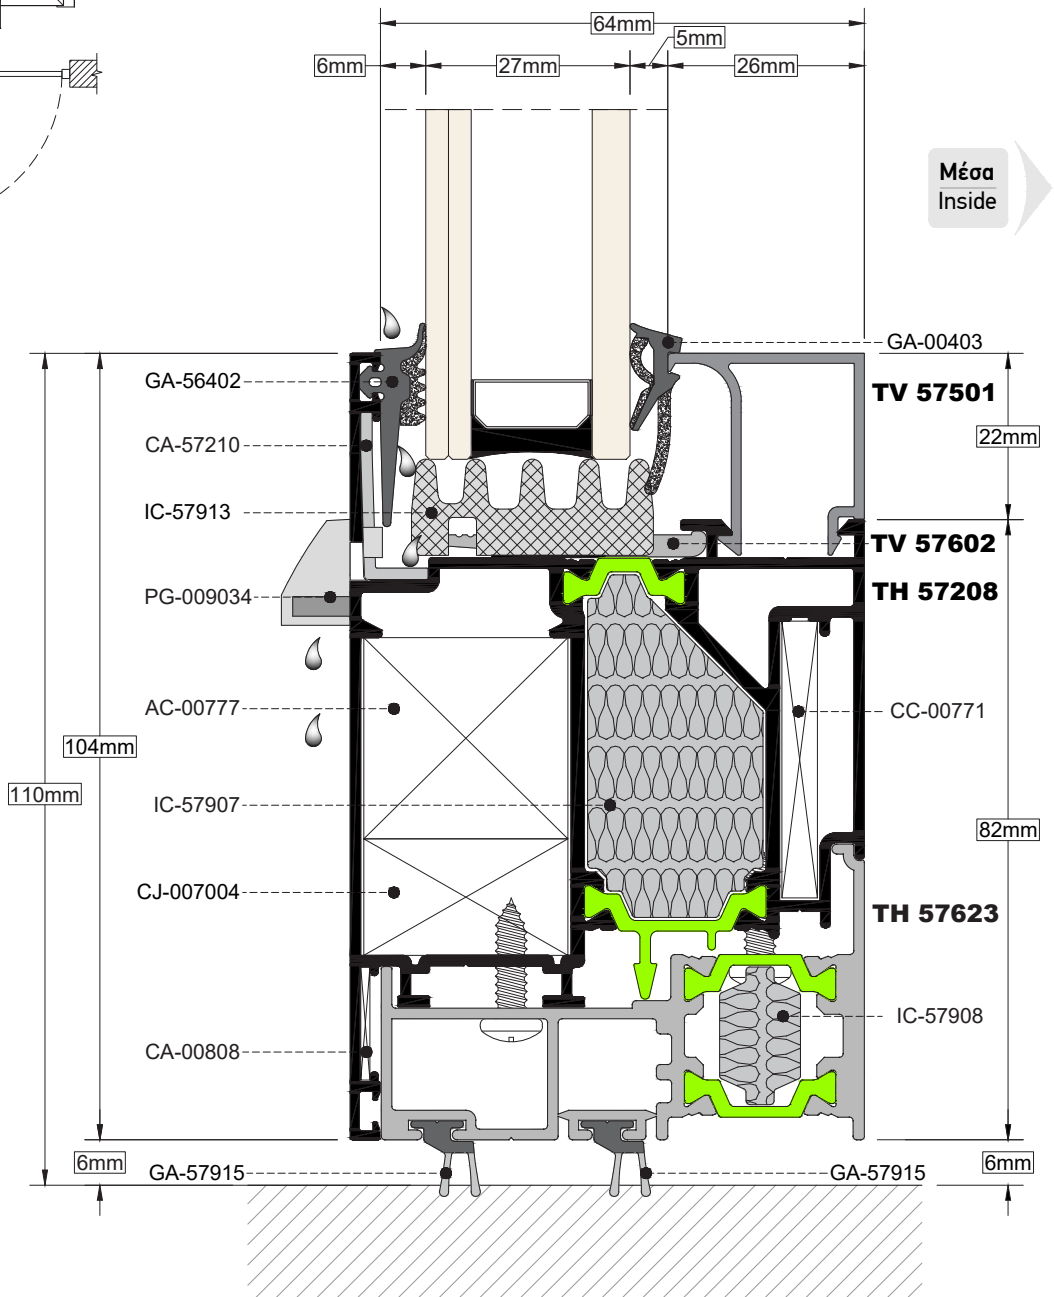 64mm
5mm
6mm
27mm
26mm
Μέσα
Inside
GA-00403
GA-56402
TV 57501
CA-57210
22mm
IC-57913
TV 57602
PG-009034
TH 57208
AC-00777
CC-00771
104mm
110mm
IC-57907
82mm
CJ-007004
TH 57623
IC-57908
CA-00808
6mm
GA-57915
GA-57915
6mm